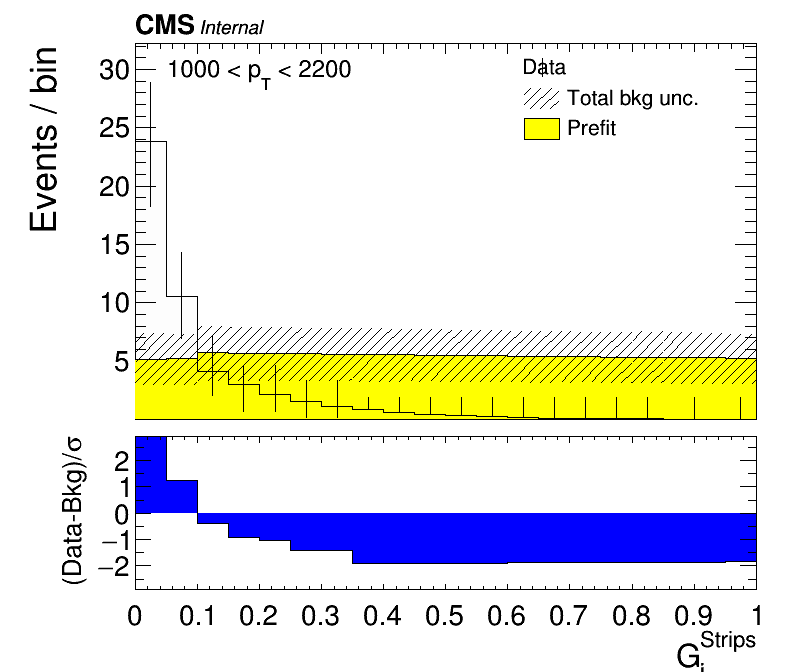 CMS Internal
1000 < pT < 2200
Data
Total bkg unc.
Prefit
Events / bin
30
25
20
15
10
5
(Data-Bkg)/σ
2
1
0
−1
−2
0 0.1 0.2 0.3 0.4 0.5 0.6 0.7 0.8 0.9 1
G_i^Strips